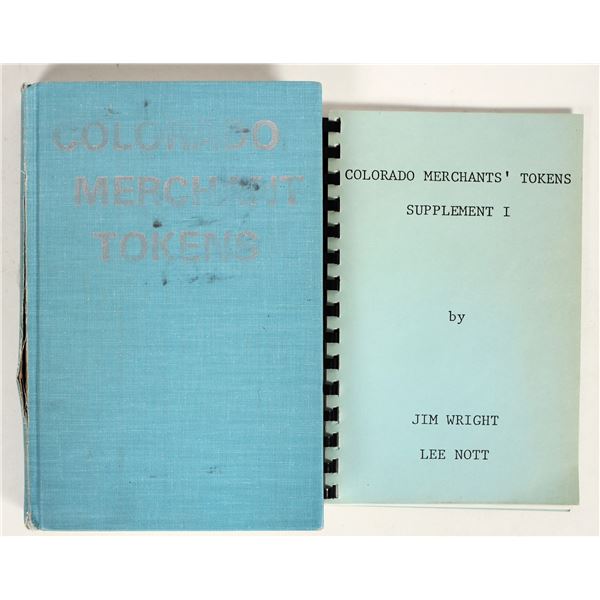 COLORADO
MERCHANT
TOKENS
COLORADO MERCHANTS' TOKENS
SUPPLEMENT I
by
JIM WRIGHT
LEE NOTT